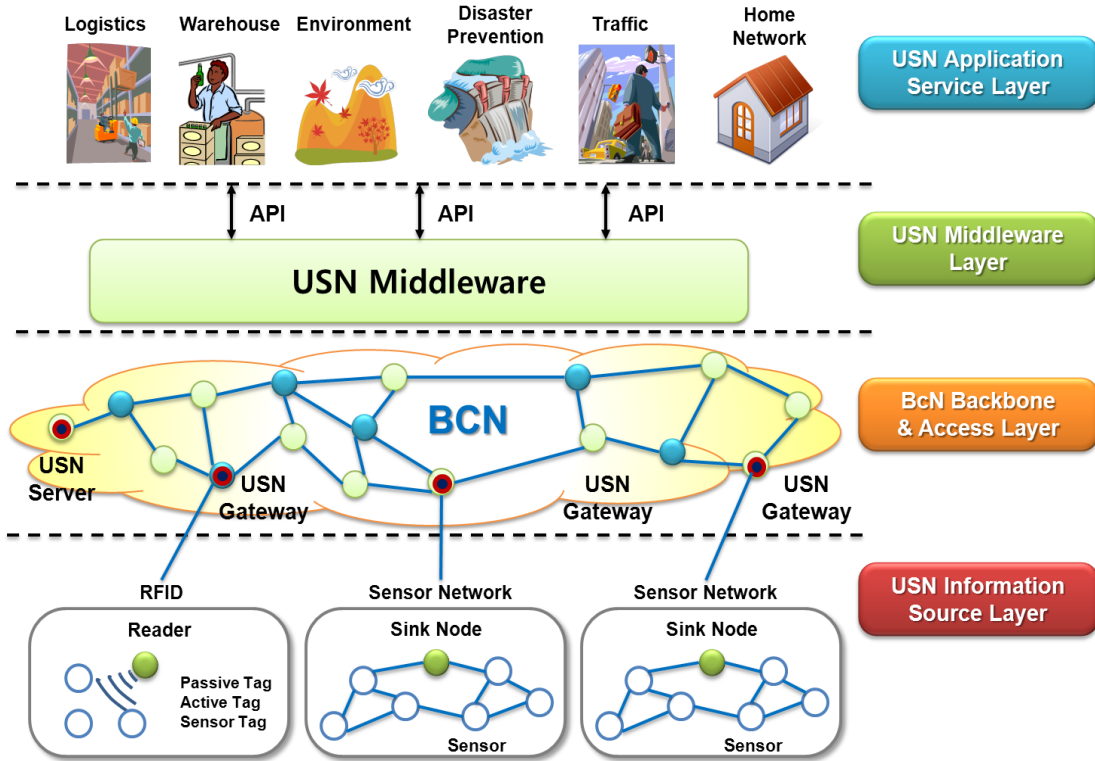 Logistics
Warehouse
Environment
Disaster
Prevention
Traffic
Home
Network
USN Application
Service Layer
API
API
API
USN Middleware
Layer
USN Middleware
BCN
BcN Backbone
& Access Layer
USN
Server
USN
Gateway
USN
Gateway
USN
Gateway
RFID
Sensor Network
Sensor Network
USN Information
Source Layer
Reader
Passive Tag
Active Tag
Sensor Tag
Sink Node
Sensor
Sink Node
Sensor